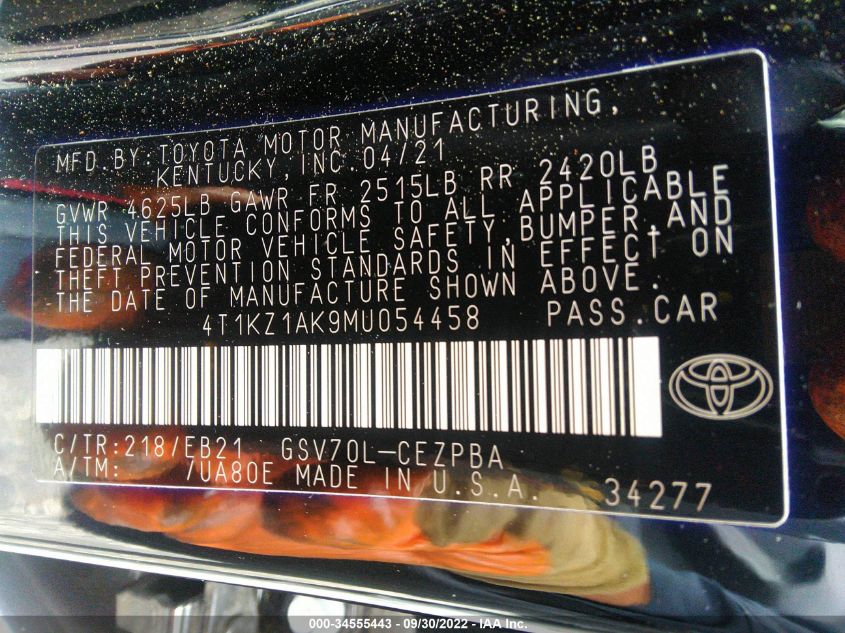 MFD.BY:TOYOTA MOTOR MANUFACTURING,
KENTUCKY,INC.04/21
GVWR 4625LB GAWR FR 2515LB RR 2420LB
THIS VEHICLE CONFORMS TO ALL APPLICABLE
FEDERAL MOTOR VEHICLE SAFETY,BUMPER,AND
THEFT PREVENTION STANDARDS IN EFFECT ON
THE DATE OF MANUFACTURE SHOWN ABOVE.
4T1KZ1AK9MU054458 PASS.CAR
C/TR:218/EB21 GSV70L-CEZPBA
A/TM: /UA80E MADE IN U.S.A. 34277
000-34555443 - 09/30/2022 - IAA Inc.